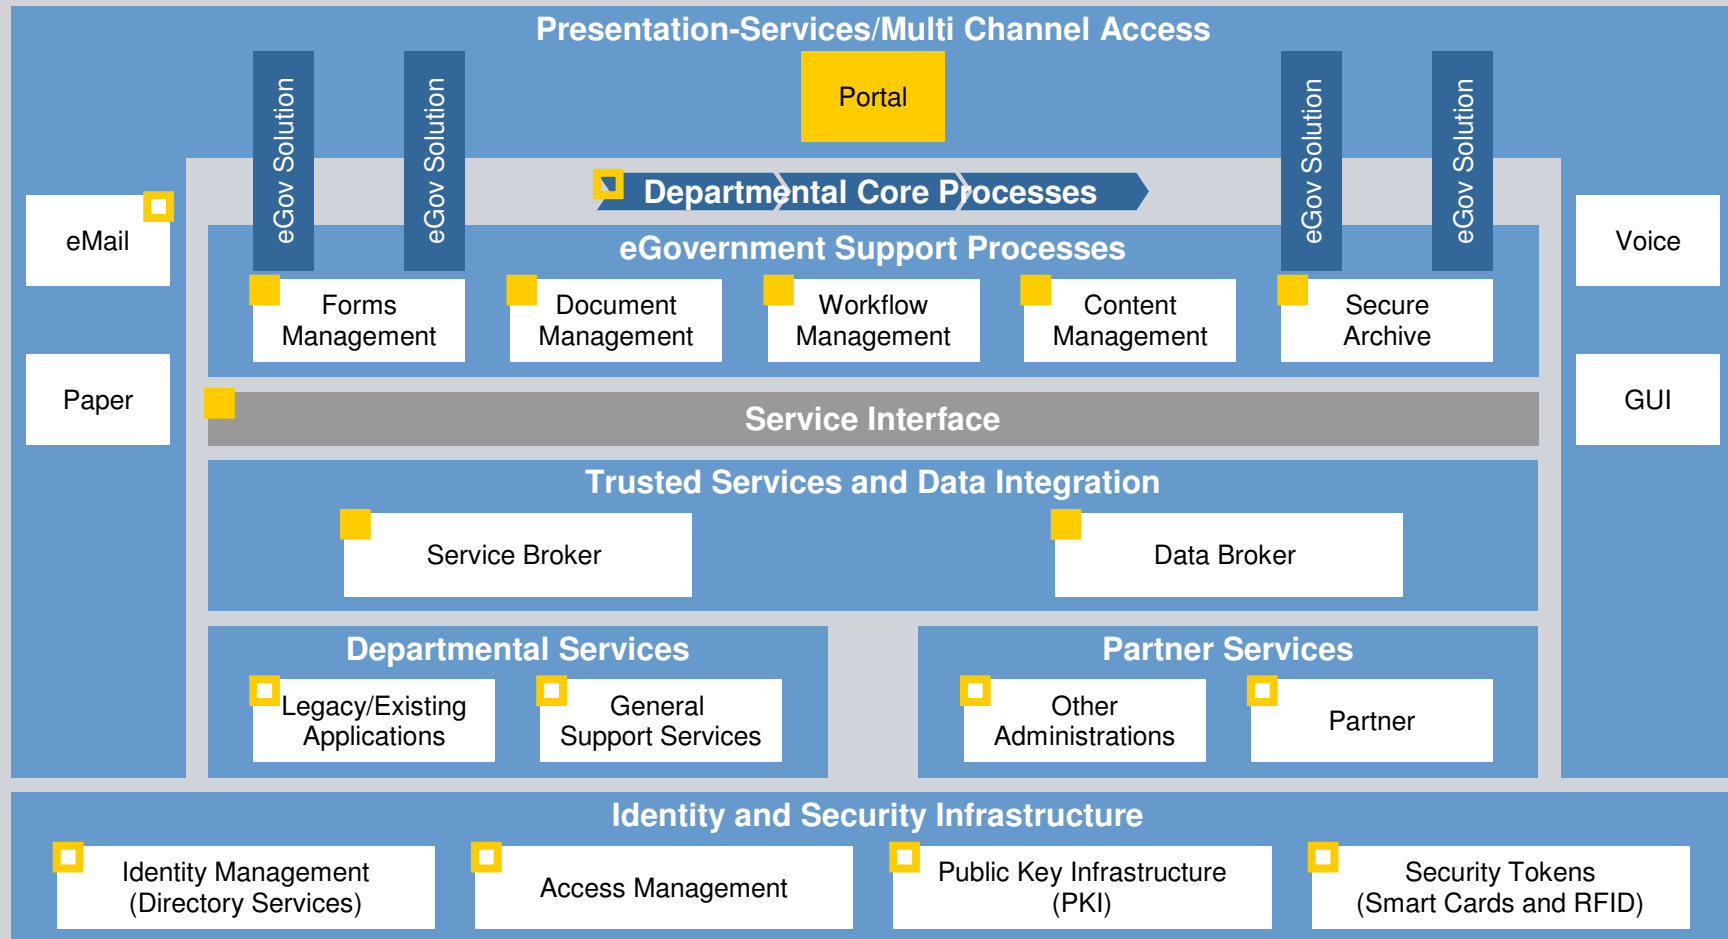 Presentation-Services/Multi Channel Access
eGov Solution
eGov Solution
Portal
eGov Solution
eGov Solution
Departmental Core Processes
eMail
Voice
eGovernment Support Processes
Forms
Management
Document
Management
Workflow
Management
Content
Management
Secure
Archive
Paper
GUI
Service Interface
Trusted Services and Data Integration
Service Broker
Data Broker
Departmental Services
Legacy/Existing
Applications
General
Support Services
Partner Services
Other
Administrations
Partner
Identity and Security Infrastructure
Identity Management
(Directory Services)
Access Management
Public Key Infrastructure
(PKI)
Security Tokens
(Smart Cards and RFID)